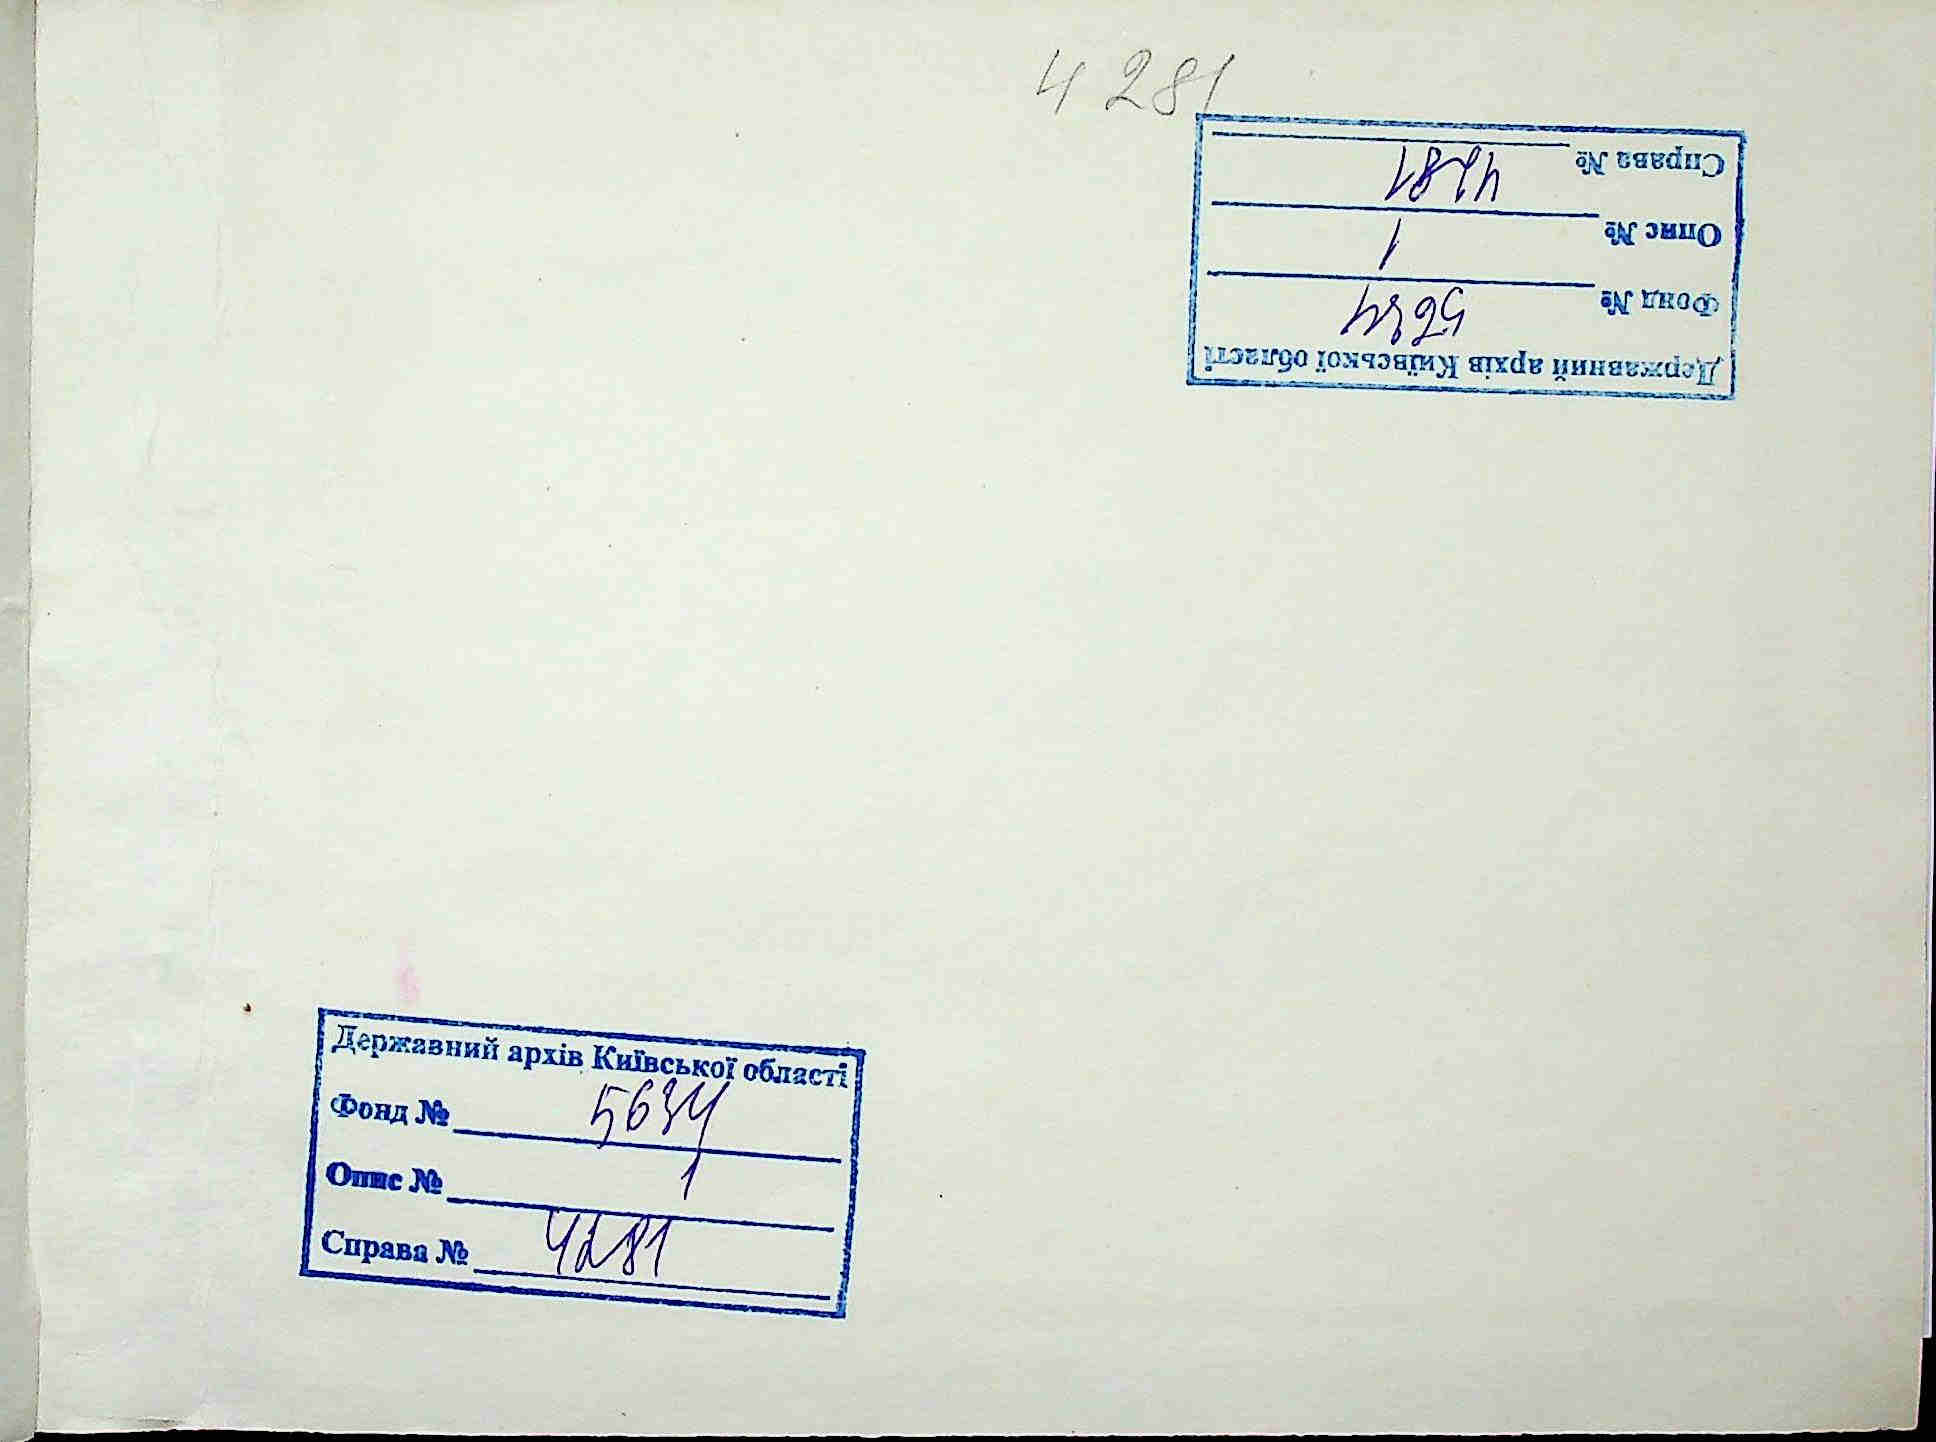 4281
Державний архів Київської області
Фонд № 5634
Опис № 1
Справа № 4281
Державний архів Київської області
Фонд № 5634
Опис № 1
Справа № 4281